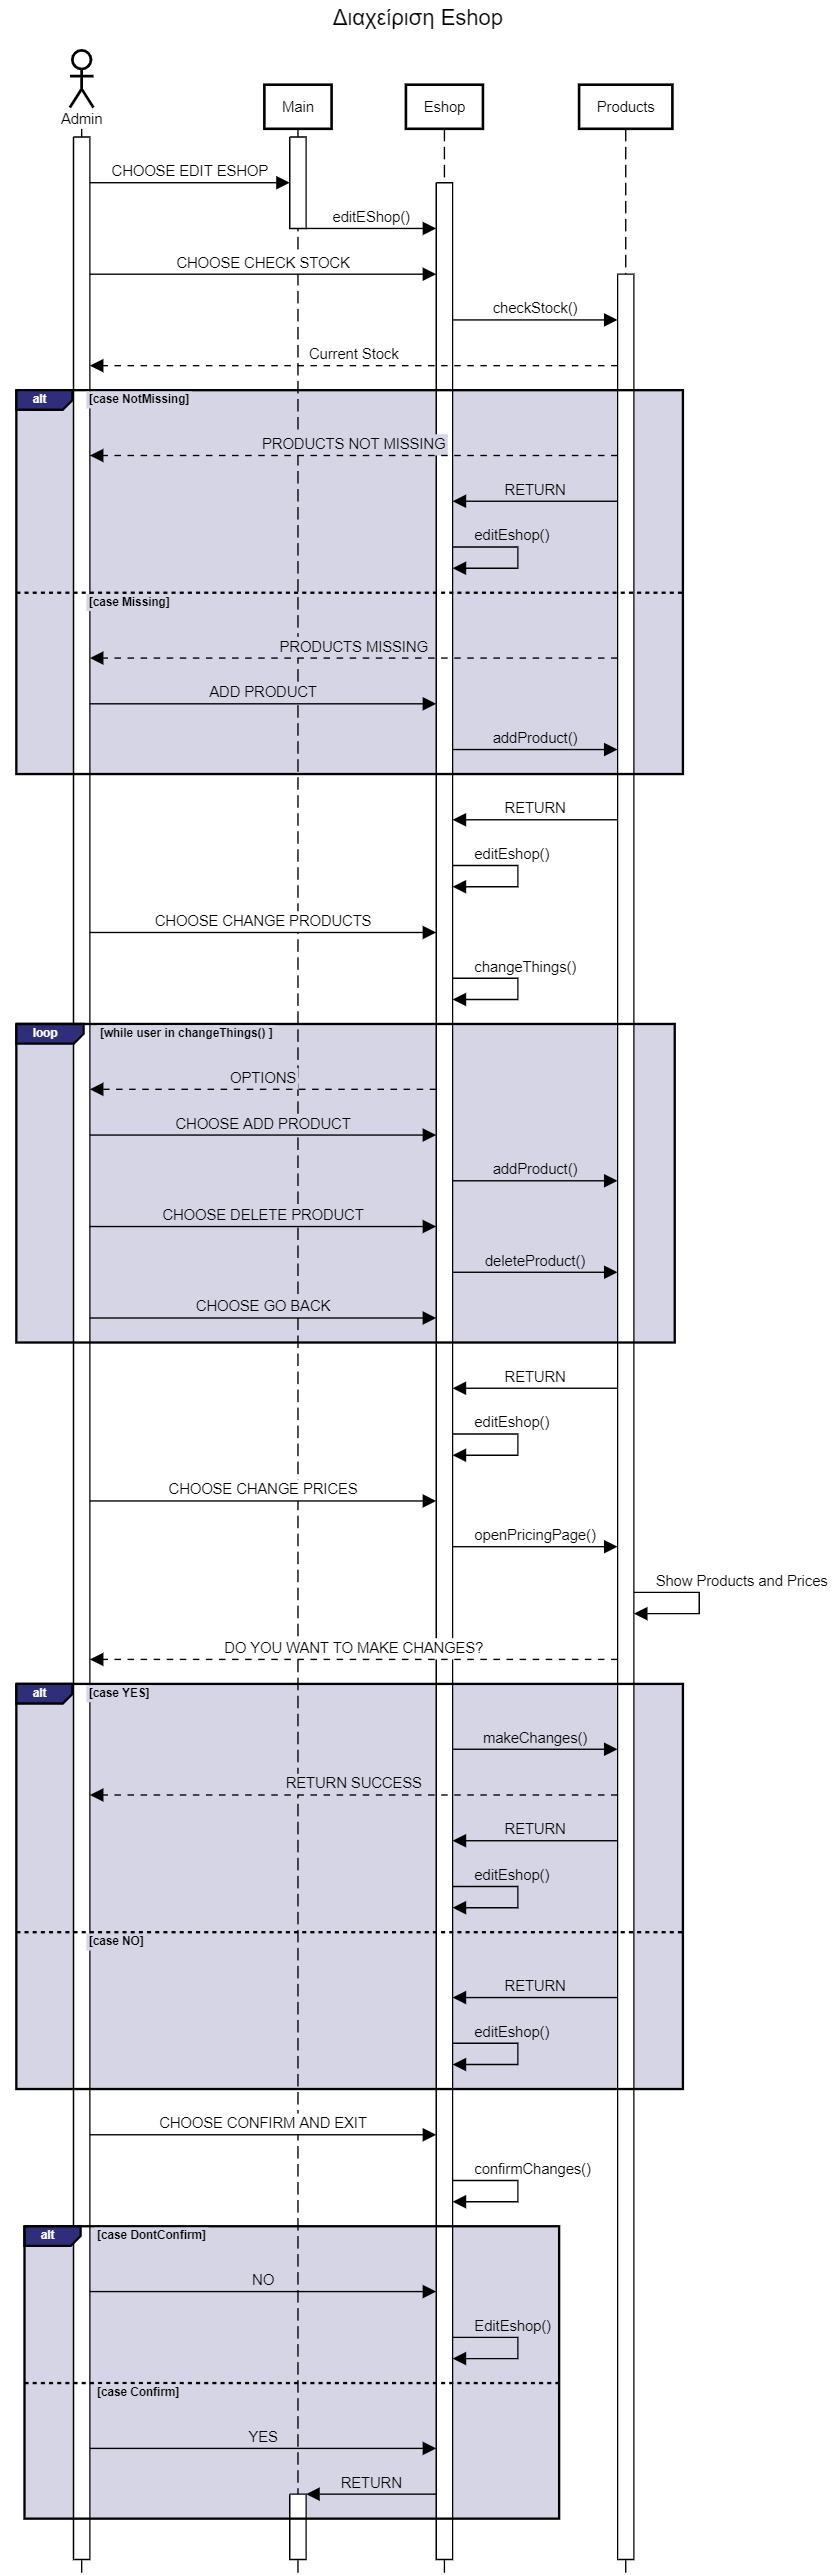 Διαχείριση Eshop
Admin
Main
Eshop
Products
CHOOSE EDIT ESHOP
editEShop()
CHOOSE CHECK STOCK
checkStock()
Current Stock
alt
[case NotMissing]
PRODUCTS NOT MISSING
RETURN
editEshop()
[case Missing]
PRODUCTS MISSING
ADD PRODUCT
addProduct()
RETURN
editEshop()
CHOOSE CHANGE PRODUCTS
changeThings()
loop
[while user in changeThings() ]
OPTIONS
CHOOSE ADD PRODUCT
addProduct()
CHOOSE DELETE PRODUCT
deleteProduct()
CHOOSE GO BACK
RETURN
editEshop()
CHOOSE CHANGE PRICES
openPricingPage()
Show Products and Prices
DO YOU WANT TO MAKE CHANGES?
alt
[case YES]
makeChanges()
RETURN SUCCESS
RETURN
editEshop()
[case NO]
RETURN
editEshop()
CHOOSE CONFIRM AND EXIT
confirmChanges()
alt
[case DontConfirm]
NO
EditEshop()
[case Confirm]
YES
RETURN